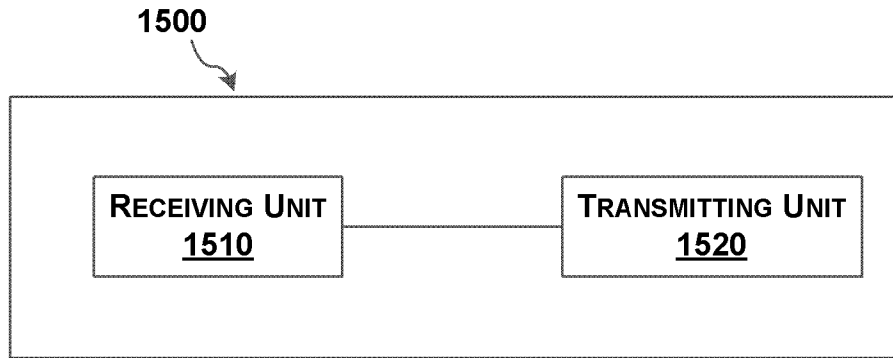 1500
RECEIVING UNIT
1510
TRANSMITTING UNIT
1520